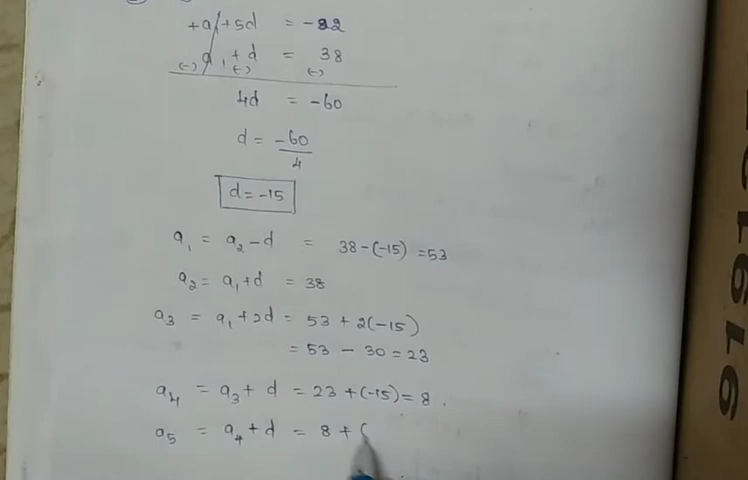 +a₁ +5d = -22
(-) a₁ + d = 38
(-) (-)
4d = -60
d = -60/4
d = -15
a₁ = a₂ - d = 38 - (-15) = 53
a₂ = a₁ + d = 38
a₃ = a₁ + 2d = 53 + 2(-15)
= 53 - 30 = 23
a₄ = a₃ + d = 23 + (-15) = 8.
a₅ = a₄ + d = 8 + (